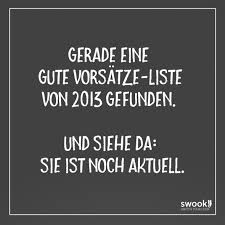 GERADE EINE
GUTE VORSÄTZE-LISTE
VON 2013 GEFUNDEN.
UND SIEHE DA:
SIE IST NOCH AKTUELL.
swook!